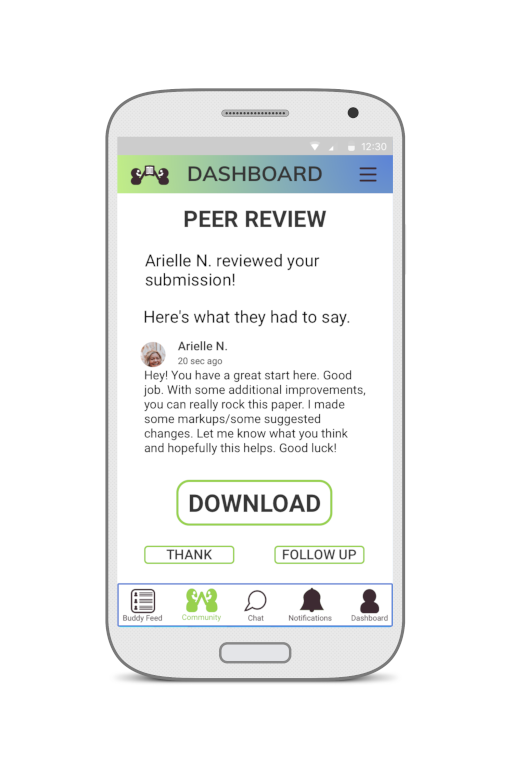 12:30
DASHBOARD
PEER REVIEW
Arielle N. reviewed your
submission!
Here's what they had to say.
Arielle N.
20 sec ago
Hey! You have a great start here. Good
job. With some additional improvements,
you can really rock this paper. I made
some markups/some suggested
changes. Let me know what you think
and hopefully this helps. Good luck!
DOWNLOAD
THANK FOLLOW UP
Buddy Feed Community Chat Notifications Dashboard